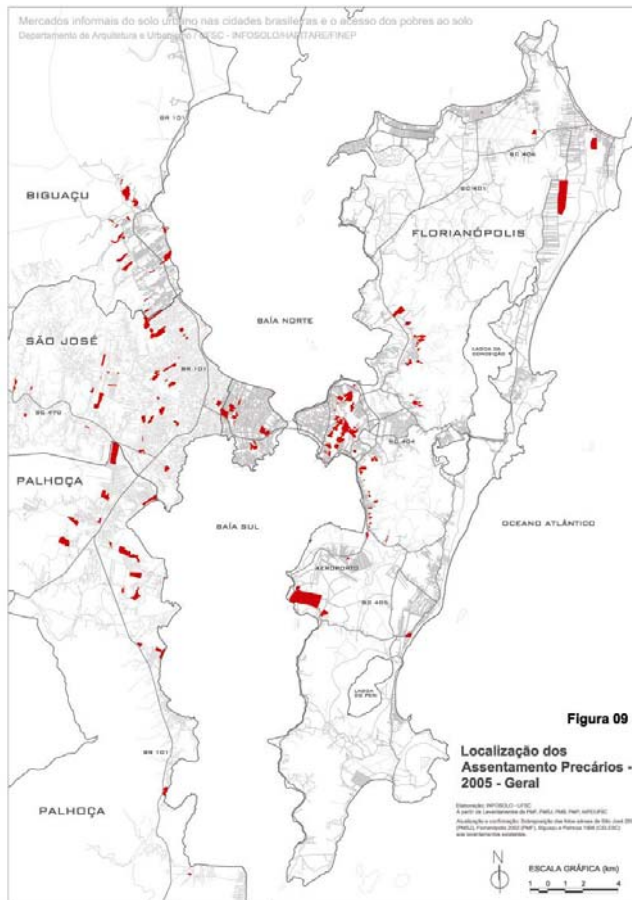 Mercados informais do solo urbano nas cidades brasileiras e o acesso dos pobres ao solo
Departamento de Arquitetura e Urbanismo / UFSC - INFOSOLO/HABITARE/FINEP
BR 101
SC 406
BIGUAÇU
SC 401
FLORIANÓPOLIS
BAÍA NORTE
SÃO JOSÉ
LAGOA DA CONCEIÇÃO
BR 101
SC 404
PALHOÇA
BAÍA SUL
OCEANO ATLÂNTICO
AEROPORTO
SC 405
LAGOA DO PERI
Figura 09
BR 101
Localização dos
Assentamento Precários -
2005 - Geral
Elaboração: INFOSOLO - UFSC
PALHOÇA
N
ESCALA GRÁFICA (km)
1 0 1 2 4